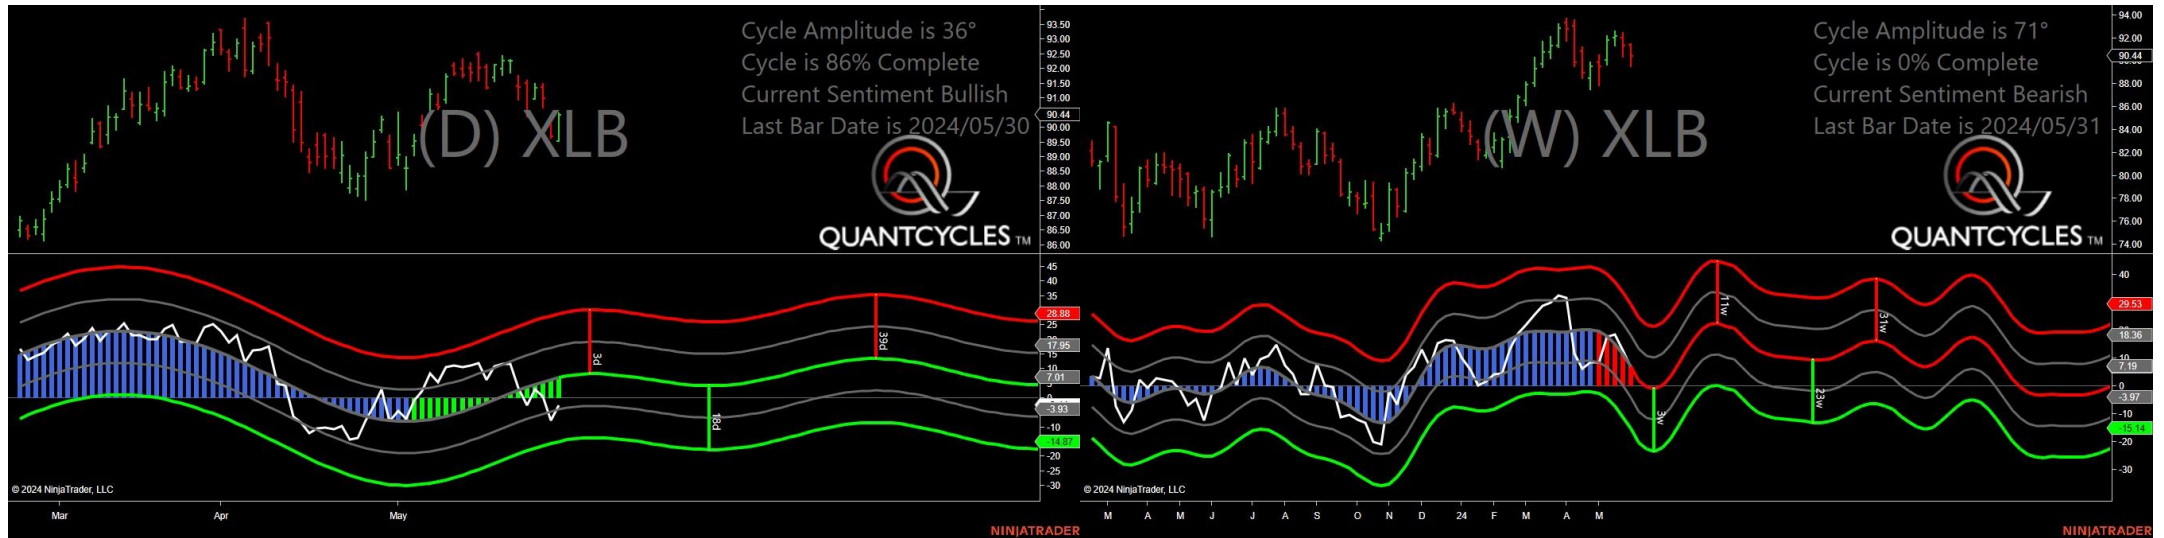 Cycle Amplitude is 36°
Cycle is 86% Complete
Current Sentiment Bullish
Last Bar Date is 2024/05/30
(D) XLB
QUANTCYCLES TM
93.50
93.00
92.50
91.50
91.00
90.44
90.00
89.50
89.00
88.50
88.00
87.50
87.00
86.50
86.00
45
35
28.88
25
17.95
15
10
7.01
-3.93
-10
-14.87
-20
-25
-30
3d
18d
39d
© 2024 NinjaTrader, LLC
Mar Apr May
NINJATRADER
Cycle Amplitude is 71°
Cycle is 0% Complete
Current Sentiment Bearish
Last Bar Date is 2024/05/31
(W) XLB
QUANTCYCLES TM
94.00
92.00
90.44
88.00
86.00
84.00
82.00
80.00
78.00
76.00
74.00
40
29.53
18.36
10
7.19
0
-3.97
-10
-15.14
-20
-30
3w
11w
23w
31w
© 2024 NinjaTrader, LLC
M A M J J A S O N D 24 F M A M
NINJATRADER